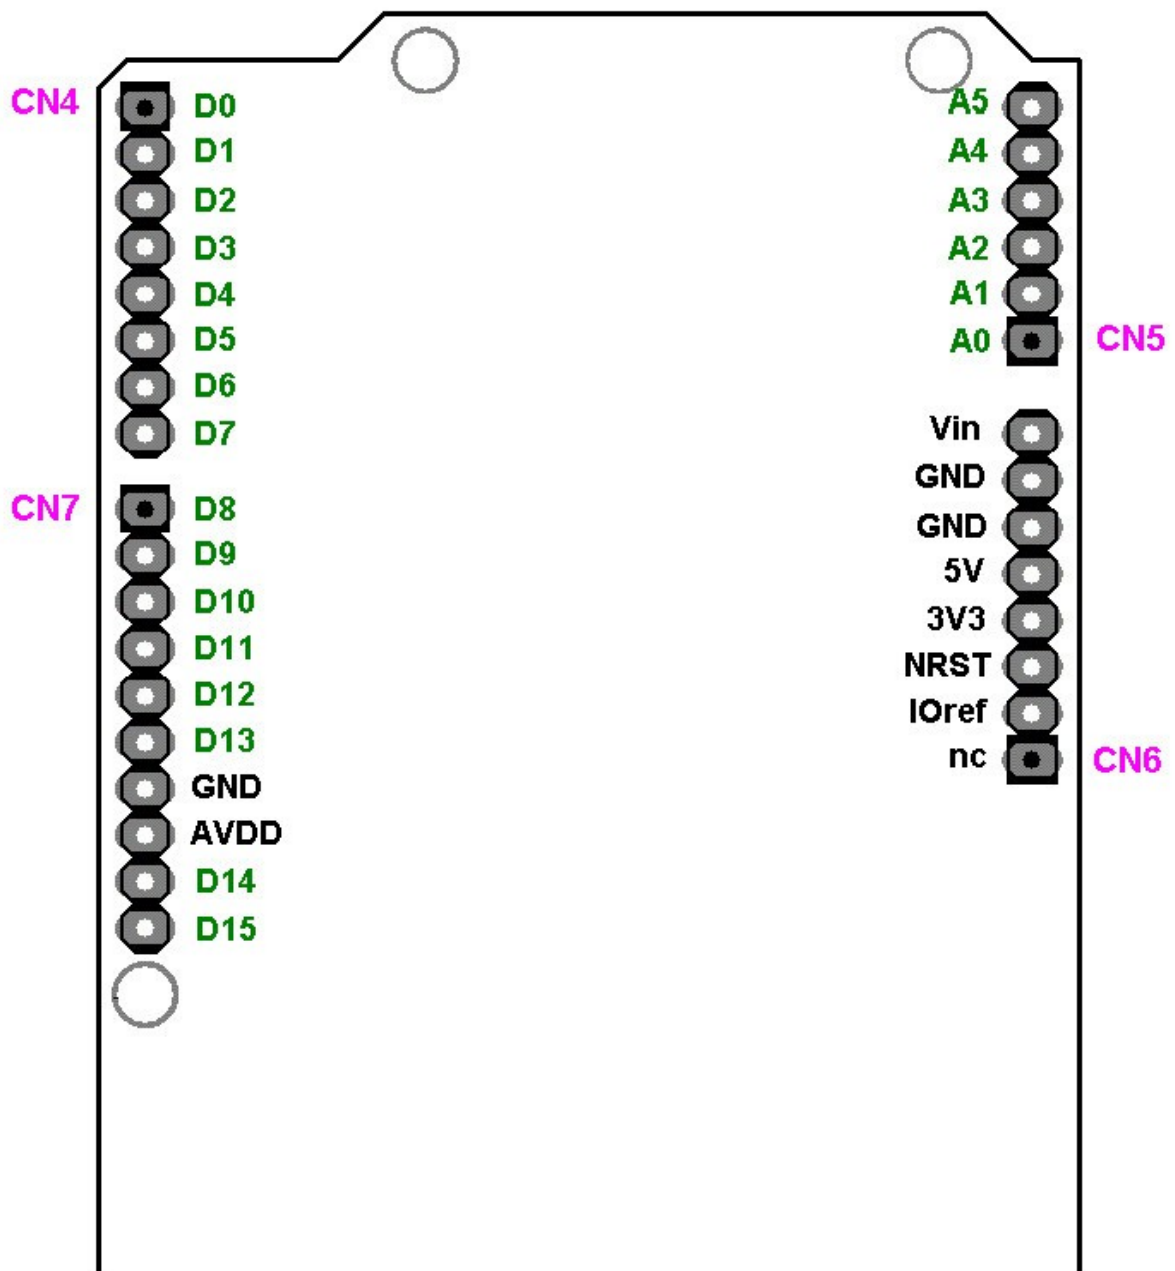 CN4
D0
D1
D2
D3
D4
D5
D6
D7
CN7
D8
D9
D10
D11
D12
D13
GND
AVDD
D14
D15
A5
A4
A3
A2
A1
A0
CN5
Vin
GND
GND
5V
3V3
NRST
IOref
nc
CN6